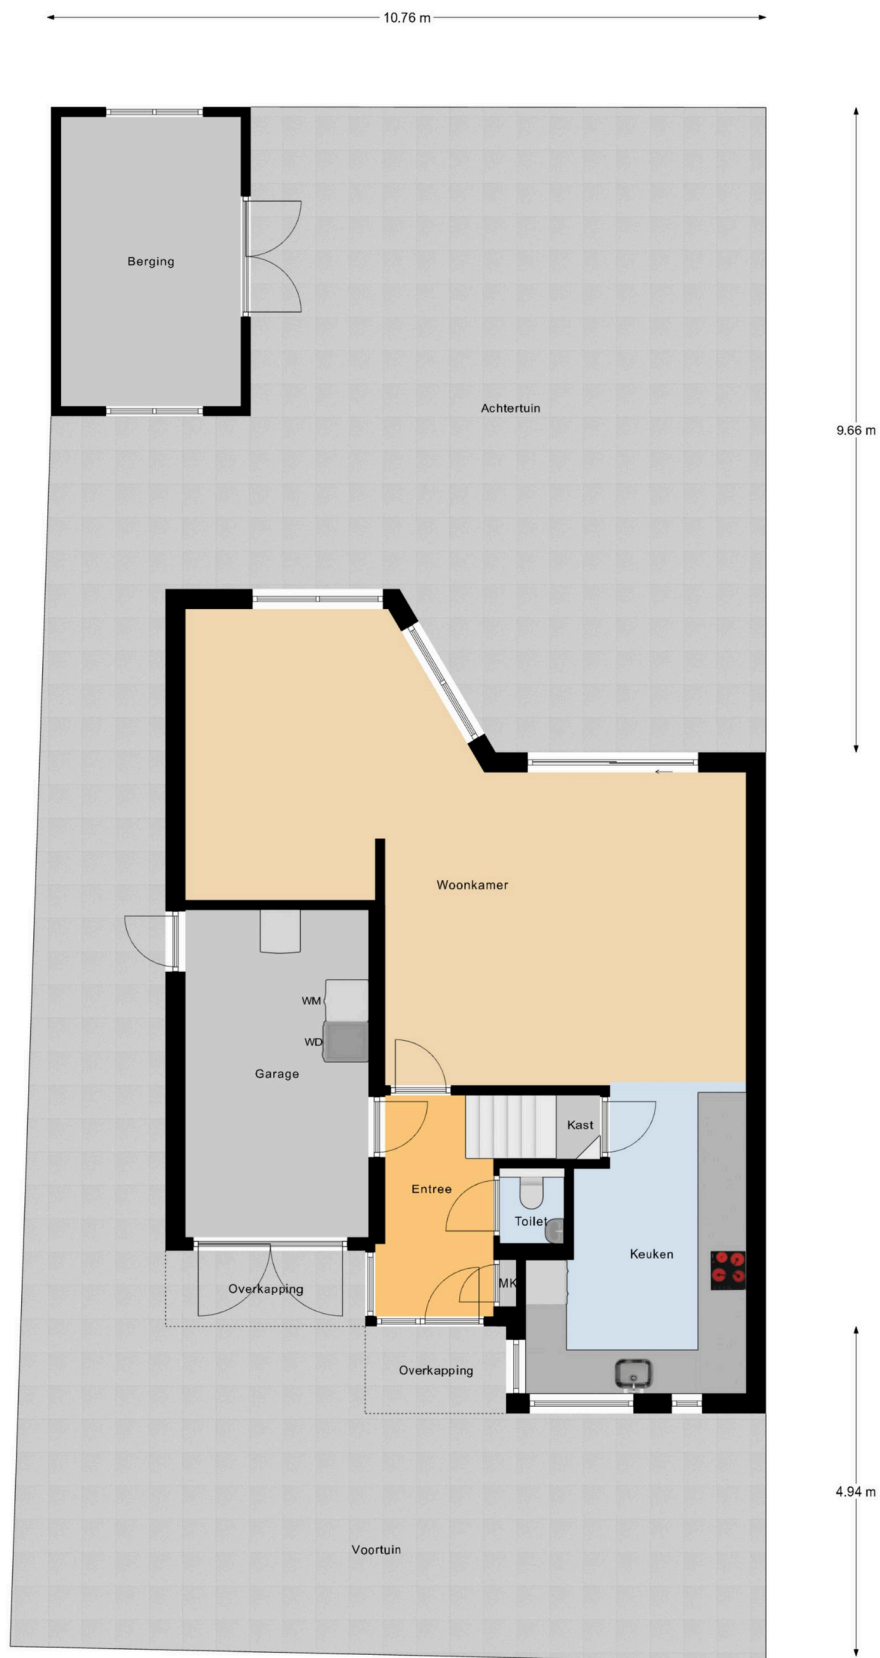 10.76 m
Berging
Achtertuin
9.66 m
Woonkamer
WM
WD
Garage
Kast
Entree
Toilet
Keuken
MK
Overkapping
Overkapping
4.94 m
Voortuin